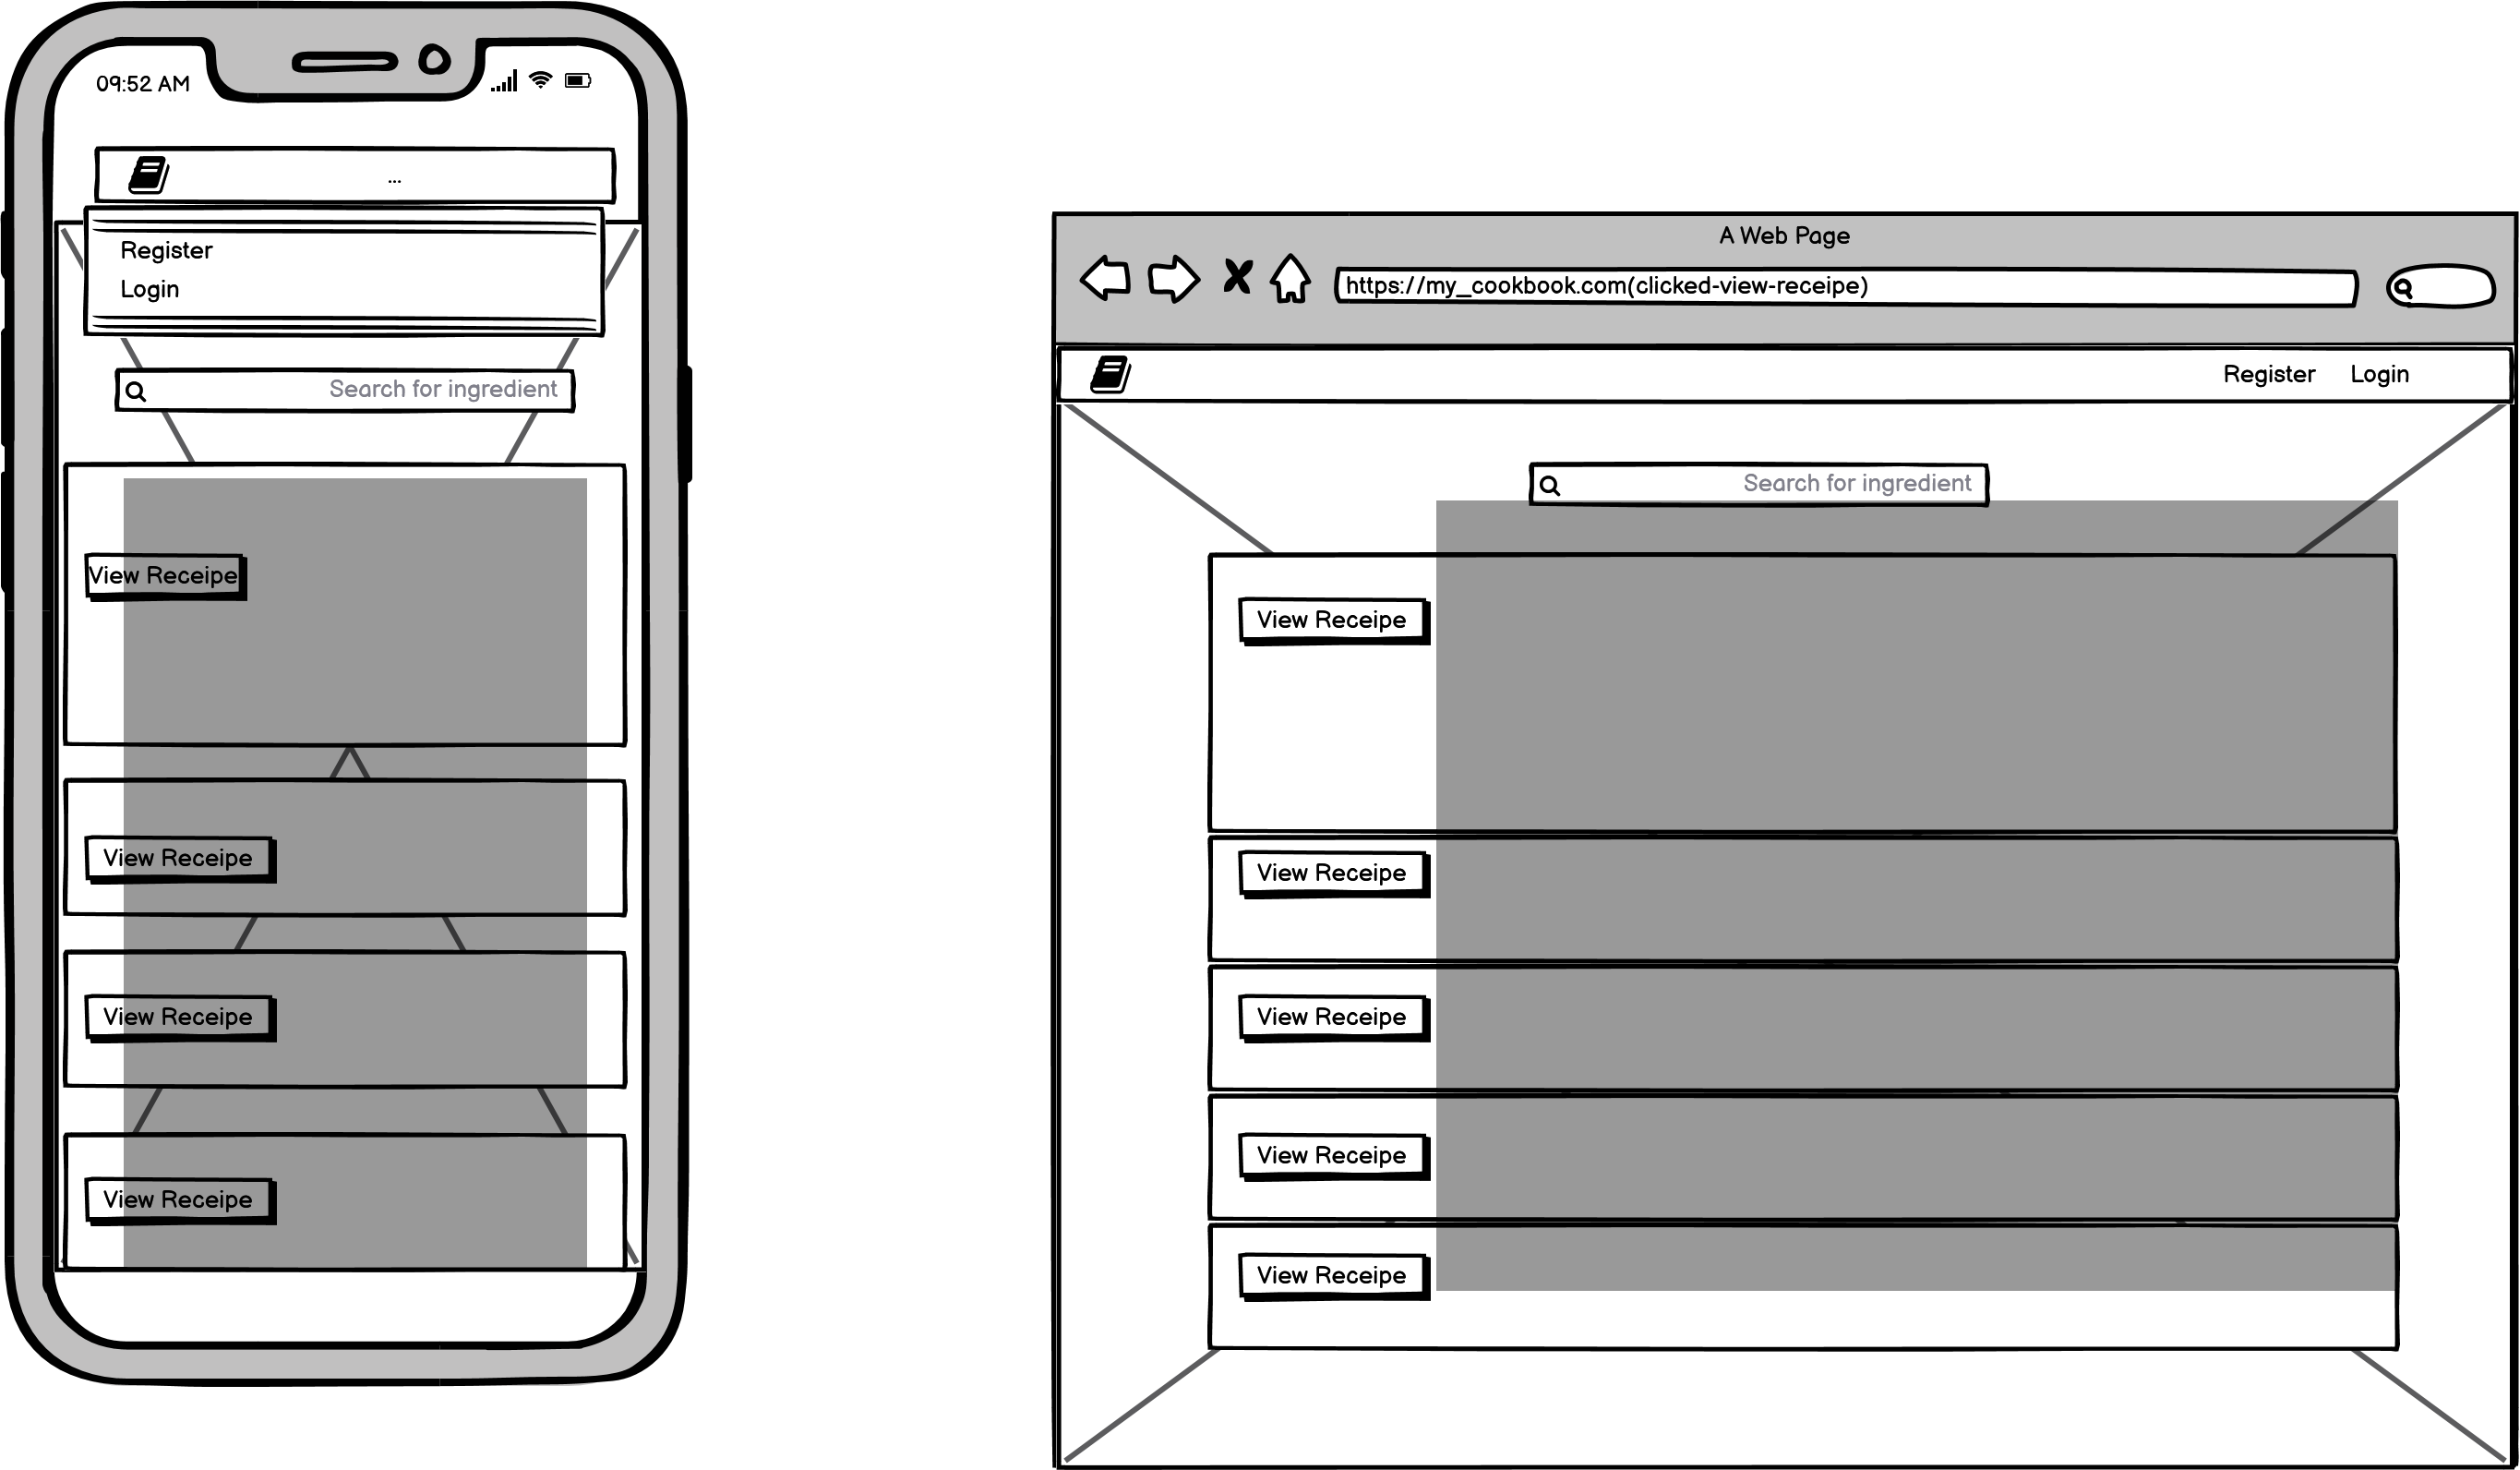 09:52 AM
...
Register
Login
Search for ingredient
View Receipe
View Receipe
View Receipe
View Receipe
A Web Page
https://my_cookbook.com(clicked-view-receipe)
Register Login
Search for ingredient
View Receipe
View Receipe
View Receipe
View Receipe
View Receipe